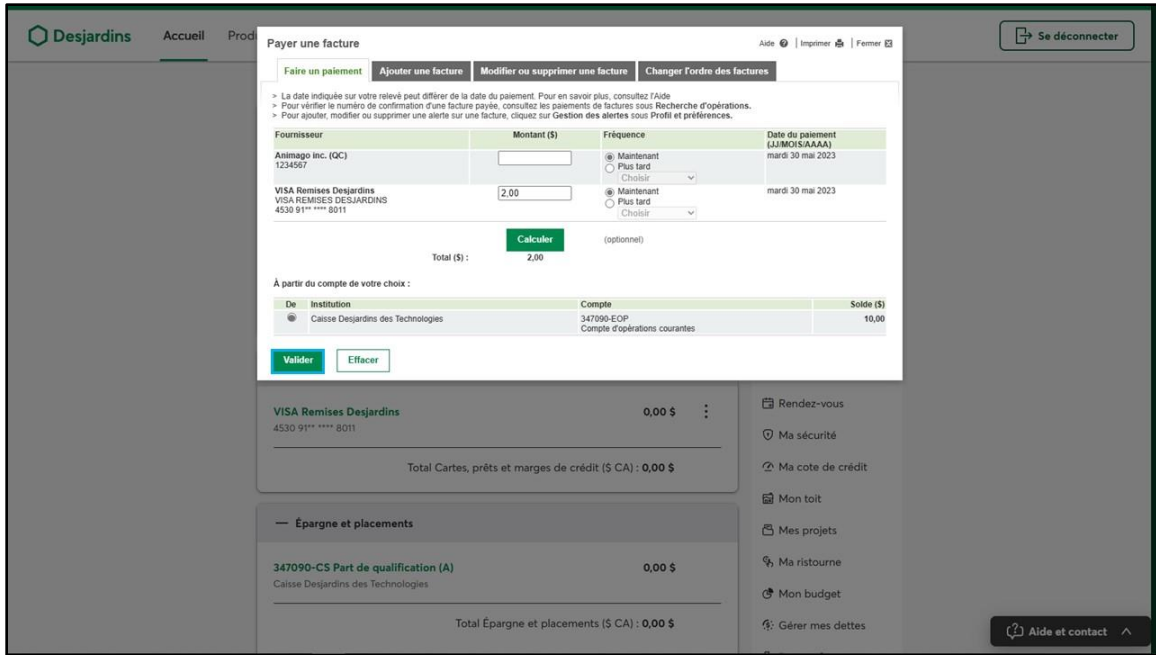 Desjardins
Accueil
Prod
Se déconnecter
Payer une facture
Aide | Imprimer | Fermer
Faire un paiement
Ajouter une facture
Modifier ou supprimer une facture
Changer l'ordre des factures
> La date indiquée sur votre relevé peut différer de la date du paiement. Pour en savoir plus, consultez l'Aide
> Pour vérifier le numéro de confirmation d'une facture payée, consultez les paiements de factures sous Recherche d'opérations.
> Pour ajouter, modifier ou supprimer une alerte sur une facture, cliquez sur Gestion des alertes sous Profil et préférences.
Fournisseur
Montant ($)
Fréquence
Date du paiement
(JJ/MOIS/AAAA)
Animago inc. (QC)
1234567
Maintenant
Plus tard
Choisir
mardi 30 mai 2023
VISA Remises Desjardins
VISA REMISES DESJARDINS
4530 91** **** 8011
2,00
Maintenant
Plus tard
Choisir
mardi 30 mai 2023
Calculer
(optionnel)
Total ($) : 2,00
À partir du compte de votre choix :
De
Institution
Compte
Solde ($)
Caisse Desjardins des Technologies
347090-EOP
Compte d'opérations courantes
10,00
Valider
Effacer
VISA Remises Desjardins
0,00 $
4530 91** **** 8011
Total Cartes, prêts et marges de crédit ($ CA) : 0,00 $
— Épargne et placements
347090-CS Part de qualification (A)
0,00 $
Caisse Desjardins des Technologies
Total Épargne et placements ($ CA) : 0,00 $
Rendez-vous
Ma sécurité
Ma cote de crédit
Mon toit
Mes projets
Ma ristourne
Mon budget
Gérer mes dettes
Aide et contact